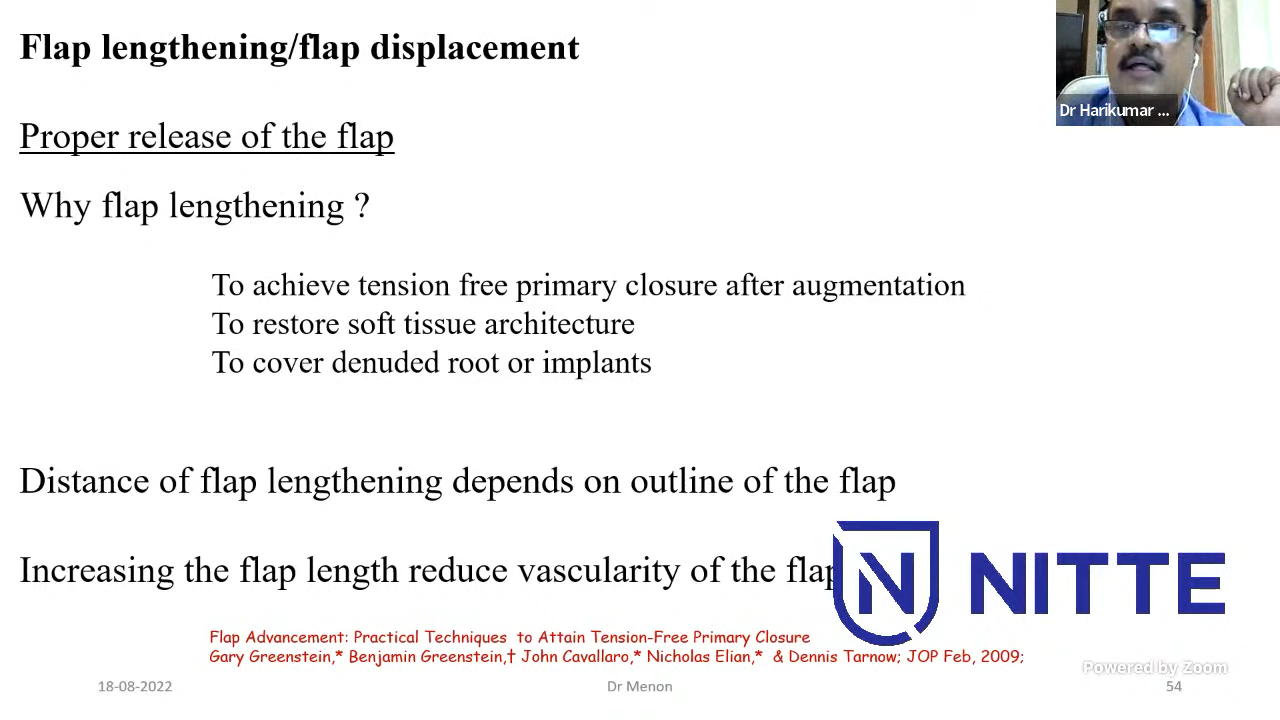 Flap lengthening/flap displacement
Dr Harikumar ...
Proper release of the flap
Why flap lengthening ?
To achieve tension free primary closure after augmentation
To restore soft tissue architecture
To cover denuded root or implants
Distance of flap lengthening depends on outline of the flap
Increasing the flap length reduce vascularity of the flap
N NITTE
Flap Advancement: Practical Techniques to Attain Tension-Free Primary Closure
Gary Greenstein,* Benjamin Greenstein,† John Cavallaro,* Nicholas Elian,* & Dennis Tarnow; JOP Feb, 2009;
Powered by Zoom
18-08-2022 Dr Menon 54